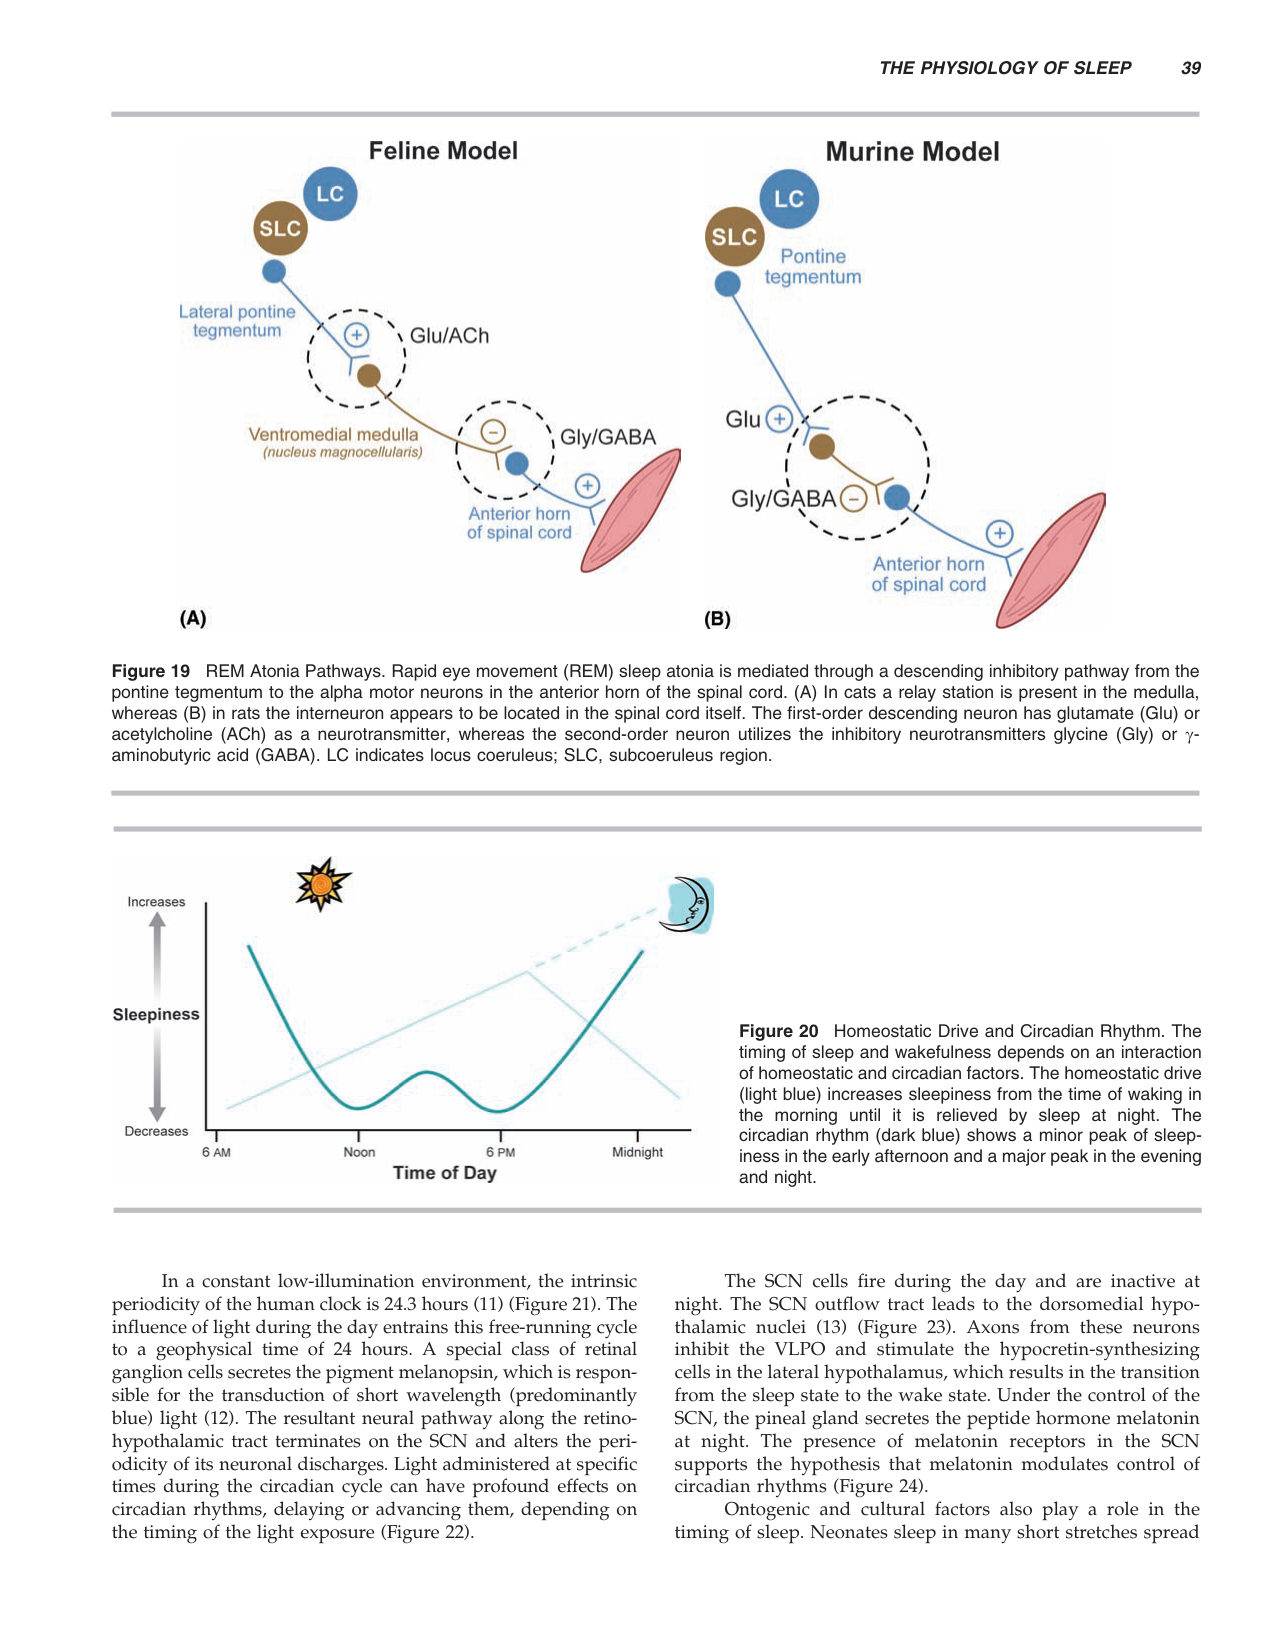 THE PHYSIOLOGY OF SLEEP 39
Feline Model
LC
SLC
Lateral pontine
tegmentum
+
Glu/ACh
Ventromedial medulla
(nucleus magnocellularis)
−
Gly/GABA
+
Anterior horn
of spinal cord
(A)
Murine Model
LC
SLC
Pontine
tegmentum
Glu +
Gly/GABA −
+
Anterior horn
of spinal cord
(B)
Figure 19 REM Atonia Pathways. Rapid eye movement (REM) sleep atonia is mediated through a descending inhibitory pathway from the
pontine tegmentum to the alpha motor neurons in the anterior horn of the spinal cord. (A) In cats a relay station is present in the medulla,
whereas (B) in rats the interneuron appears to be located in the spinal cord itself. The first-order descending neuron has glutamate (Glu) or
acetylcholine (ACh) as a neurotransmitter, whereas the second-order neuron utilizes the inhibitory neurotransmitters glycine (Gly) or γ-
aminobutyric acid (GABA). LC indicates locus coeruleus; SLC, subcoeruleus region.
Increases
Sleepiness
Decreases
6 AM Noon 6 PM Midnight
Time of Day
Figure 20 Homeostatic Drive and Circadian Rhythm. The
timing of sleep and wakefulness depends on an interaction
of homeostatic and circadian factors. The homeostatic drive
(light blue) increases sleepiness from the time of waking in
the morning until it is relieved by sleep at night. The
circadian rhythm (dark blue) shows a minor peak of sleep-
iness in the early afternoon and a major peak in the evening
and night.
In a constant low-illumination environment, the intrinsic
periodicity of the human clock is 24.3 hours (11) (Figure 21). The
influence of light during the day entrains this free-running cycle
to a geophysical time of 24 hours. A special class of retinal
ganglion cells secretes the pigment melanopsin, which is respon-
sible for the transduction of short wavelength (predominantly
blue) light (12). The resultant neural pathway along the retino-
hypothalamic tract terminates on the SCN and alters the peri-
odicity of its neuronal discharges. Light administered at specific
times during the circadian cycle can have profound effects on
circadian rhythms, delaying or advancing them, depending on
the timing of the light exposure (Figure 22).
The SCN cells fire during the day and are inactive at
night. The SCN outflow tract leads to the dorsomedial hypo-
thalamic nuclei (13) (Figure 23). Axons from these neurons
inhibit the VLPO and stimulate the hypocretin-synthesizing
cells in the lateral hypothalamus, which results in the transition
from the sleep state to the wake state. Under the control of the
SCN, the pineal gland secretes the peptide hormone melatonin
at night. The presence of melatonin receptors in the SCN
supports the hypothesis that melatonin modulates control of
circadian rhythms (Figure 24).
Ontogenic and cultural factors also play a role in the
timing of sleep. Neonates sleep in many short stretches spread